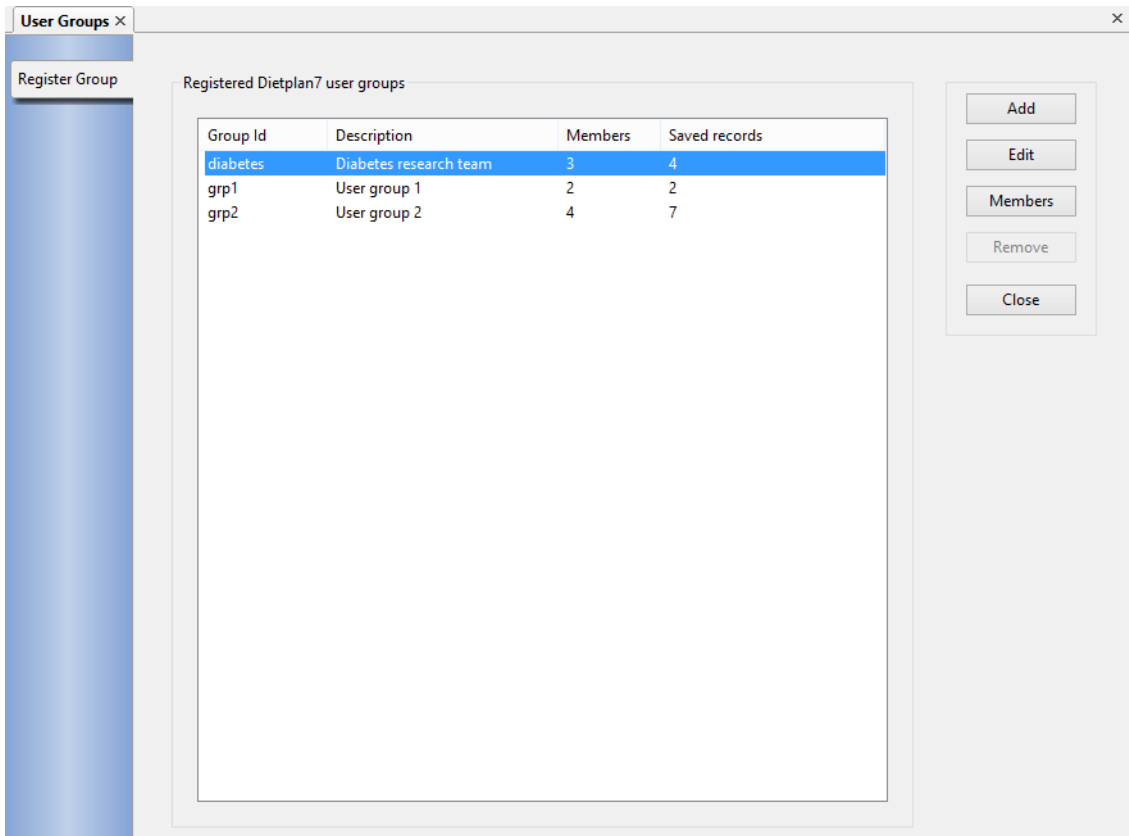 User Groups ×
×
Register Group
Registered Dietplan7 user groups
Group Id Description Members Saved records
diabetes Diabetes research team 3 4
grp1 User group 1 2 2
grp2 User group 2 4 7
Add
Edit
Members
Remove
Close